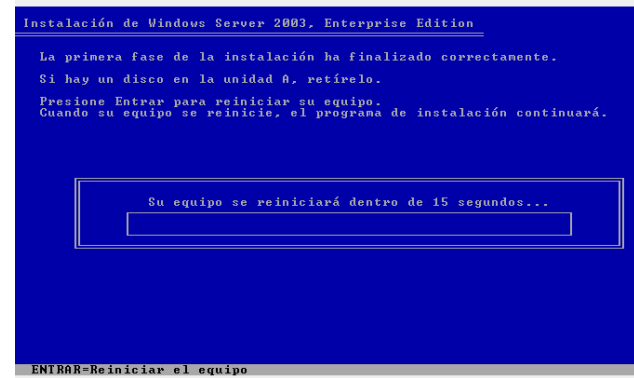 Instalación de Windows Server 2003, Enterprise Edition
La primera fase de la instalación ha finalizado correctamente.
Si hay un disco en la unidad A, retírelo.
Presione Entrar para reiniciar su equipo.
Cuando su equipo se reinicie, el programa de instalación continuará.
Su equipo se reiniciará dentro de 15 segundos...
ENTRAR=Reiniciar el equipo